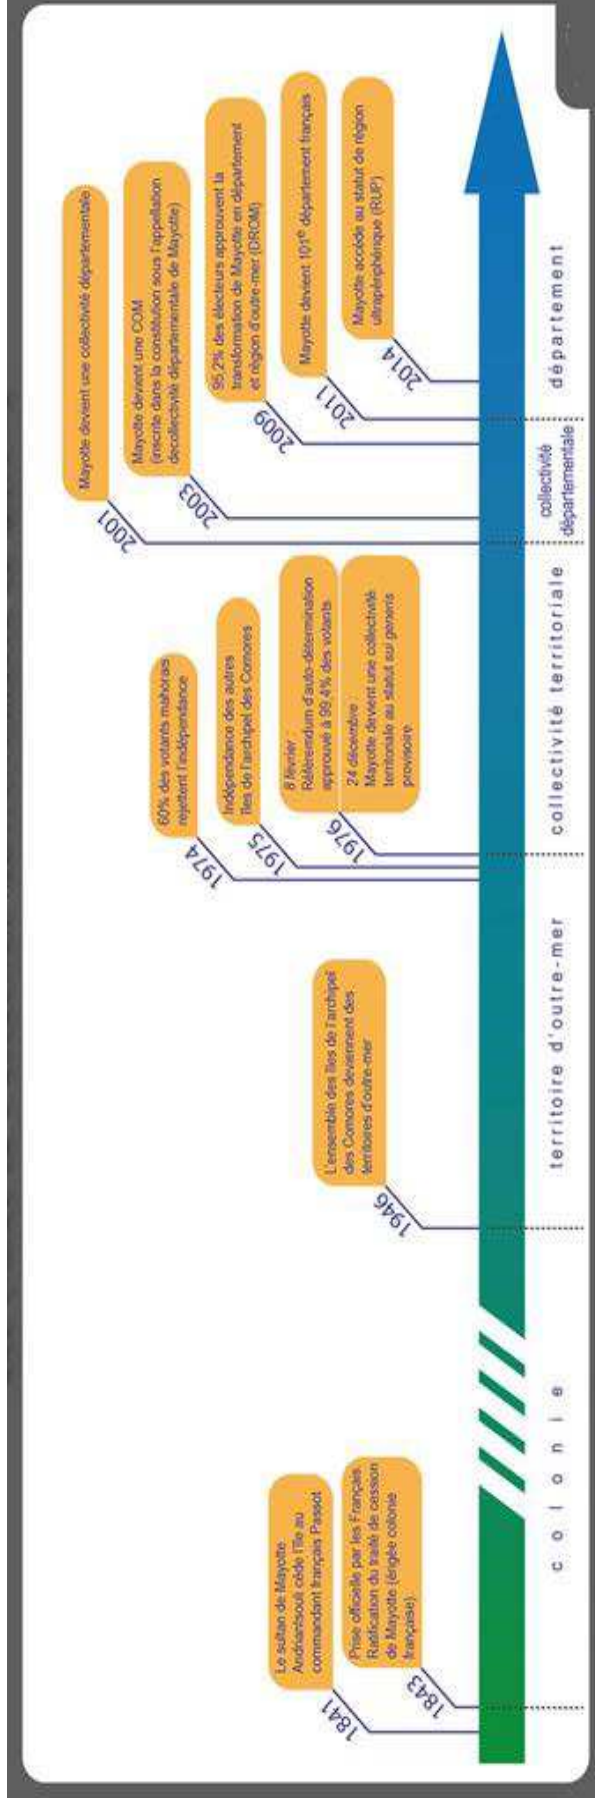 Le sultan de Mayotte
Andriantsouli cède l'île au
commandant français Passot
1841
Prise officielle par les Français.
Ratification du traité de cession
de Mayotte (érigée colonie
française).
1843
L'ensemble des îles de l'archipel
des Comores deviennent des
territoires d'outre-mer
1946
60% des votants mahorais
rejettent l'indépendance
1974
Indépendance des autres
îles de l'archipel des Comores
1975
8 février :
Référendum d'auto-détermination
approuvé à 99,4% des votants
24 décembre :
Mayotte devient une collectivité
territoriale au statut sui generis
provisoire
1976
Mayotte devient une collectivité départementale
2001
Mayotte devient une COM
(inscrite dans la constitution sous l'appellation
decollectivité départementale de Mayotte)
2003
95,2% des électeurs approuvent la
transformation de Mayotte en département
et région d'outre-mer (DROM)
2009
Mayotte devient 101e département français
2011
Mayotte accède au statut de région
ultrapériphérique (RUP)
2014
colonie
territoire d'outre-mer
collectivité territoriale
collectivité
départementale
département